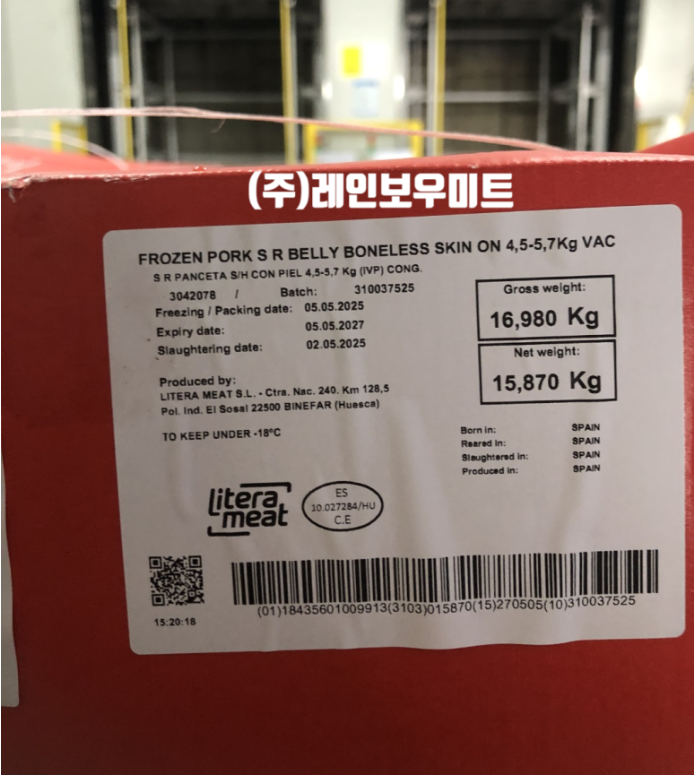 (주)레인보우미트
FROZEN PORK S R BELLY BONELESS SKIN ON 4,5-5,7Kg VAC
S R PANCETA S/H CON PIEL 4,5-5,7 Kg (IVP) CONG.
3042078 / Batch: 310037525
Freezing / Packing date: 05.05.2025
Expiry date: 05.05.2027
Slaughtering date: 02.05.2025
Gross weight:
16,980 Kg
Net weight:
15,870 Kg
Produced by:
LITERA MEAT S.L. - Ctra. Nac. 240. Km 128,5
Pol. Ind. El Sosal 22500 BINEFAR (Huesca)
TO KEEP UNDER -18ºC
Born in: SPAIN
Reared in: SPAIN
Slaughtered in: SPAIN
Produced in: SPAIN
litera
meat
ES
10.027284/HU
C.E
15:20:18
(01)18435601009913(3103)015870(15)270505(10)310037525